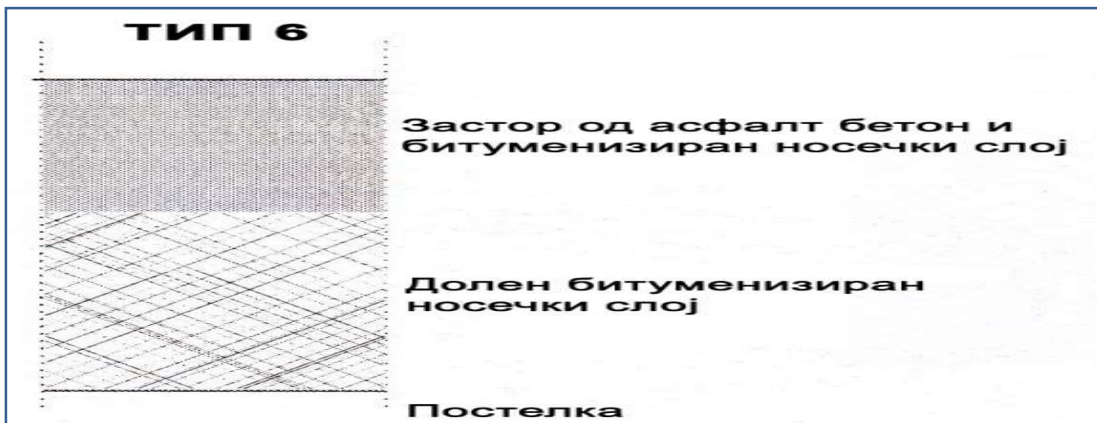 ТИП 6
Застор од асфалт бетон и
битуменизиран носечки слој
Долен битуменизиран
носечки слој
Постелка